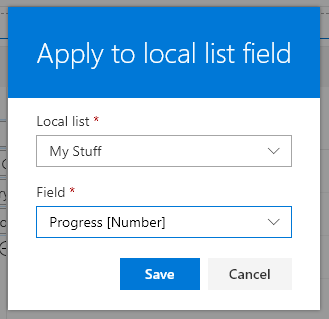 Apply to local list field
Local list *
My Stuff
Field *
Progress [Number]
Save Cancel